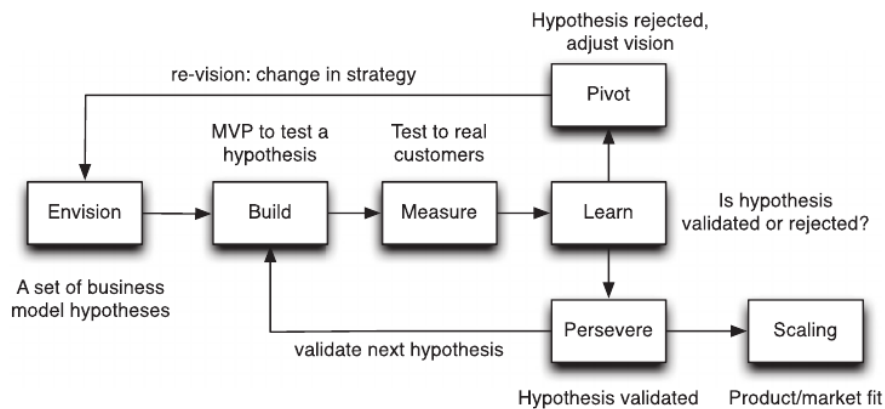 Hypothesis rejected,
adjust vision
re-vision: change in strategy
Pivot
MVP to test a
hypothesis
Test to real
customers
Envision
Build
Measure
Learn
Is hypothesis
validated or rejected?
A set of business
model hypotheses
validate next hypothesis
Persevere
Scaling
Hypothesis validated
Product/market fit